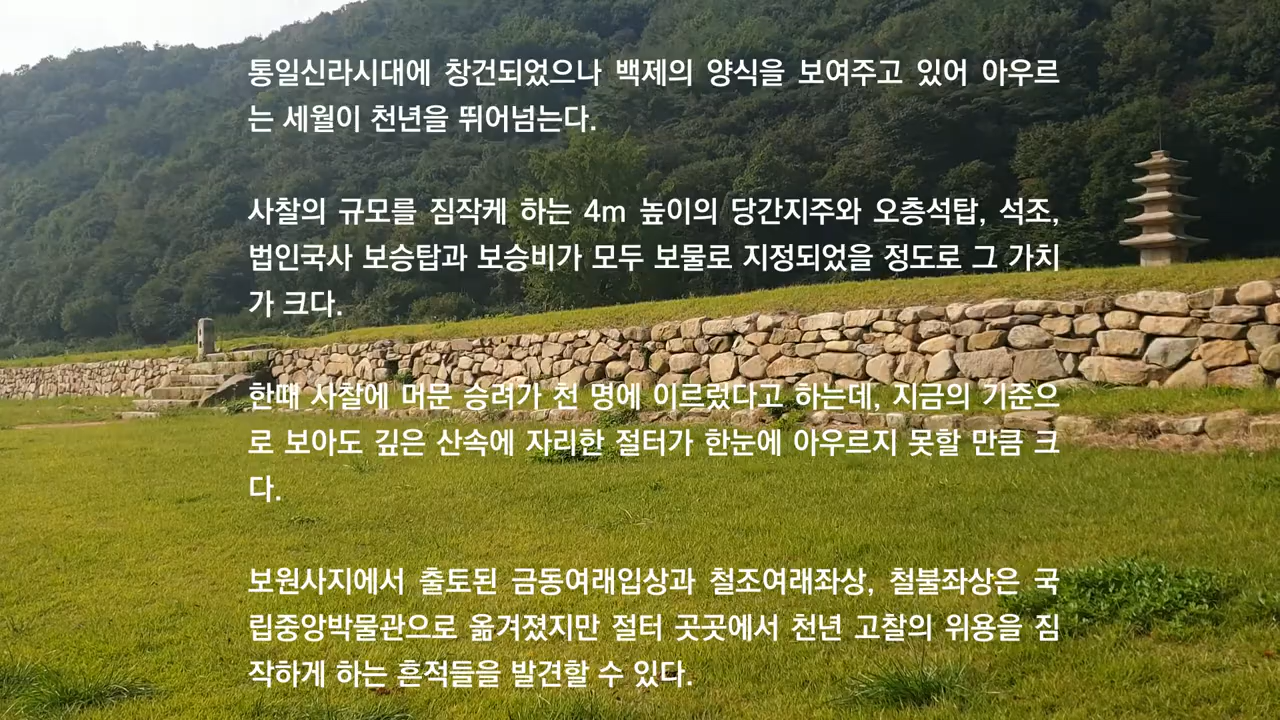 통일신라시대에 창건되었으나 백제의 양식을 보여주고 있어 아우르
는 세월이 천년을 뛰어넘는다.
사찰의 규모를 짐작케 하는 4m 높이의 당간지주와 오층석탑, 석조,
법인국사 보승탑과 보승비가 모두 보물로 지정되었을 정도로 그 가치
가 크다.
한때 사찰에 머문 승려가 천 명에 이르렀다고 하는데, 지금의 기준으
로 보아도 깊은 산속에 자리한 절터가 한눈에 아우르지 못할 만큼 크
다.
보원사지에서 출토된 금동여래입상과 철조여래좌상, 철불좌상은 국
립중앙박물관으로 옮겨졌지만 절터 곳곳에서 천년 고찰의 위용을 짐
작하게 하는 흔적들을 발견할 수 있다.